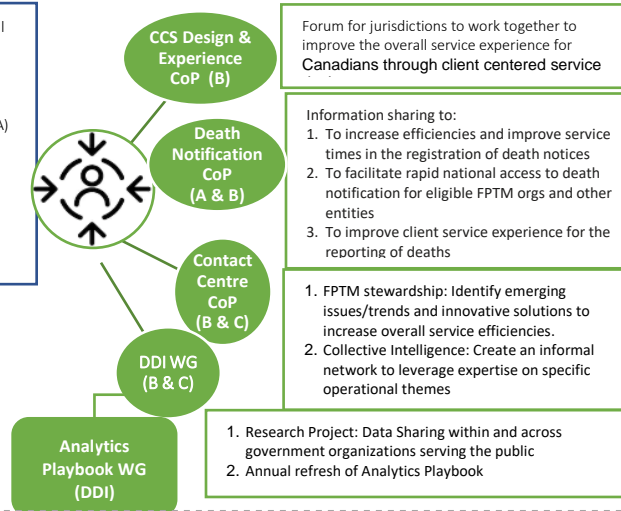 l
A)
CCS Design &
Experience
CoP (B)
Forum for jurisdictions to work together to
improve the overall service experience for
Canadians through client centered service
Death
Notification
CoP
(A & B)
Information sharing to:
1. To increase efficiencies and improve service
times in the registration of death notices
2. To facilitate rapid national access to death
notification for eligible FPTM orgs and other
entities
3. To improve client service experience for the
reporting of deaths
Contact
Centre
CoP
(B & C)
1. FPTM stewardship: Identify emerging
issues/trends and innovative solutions to
increase overall service efficiencies.
2. Collective Intelligence: Create an informal
network to leverage expertise on specific
operational themes
DDI WG
(B & C)
Analytics
Playbook WG
(DDI)
1. Research Project: Data Sharing within and across
government organizations serving the public
2. Annual refresh of Analytics Playbook